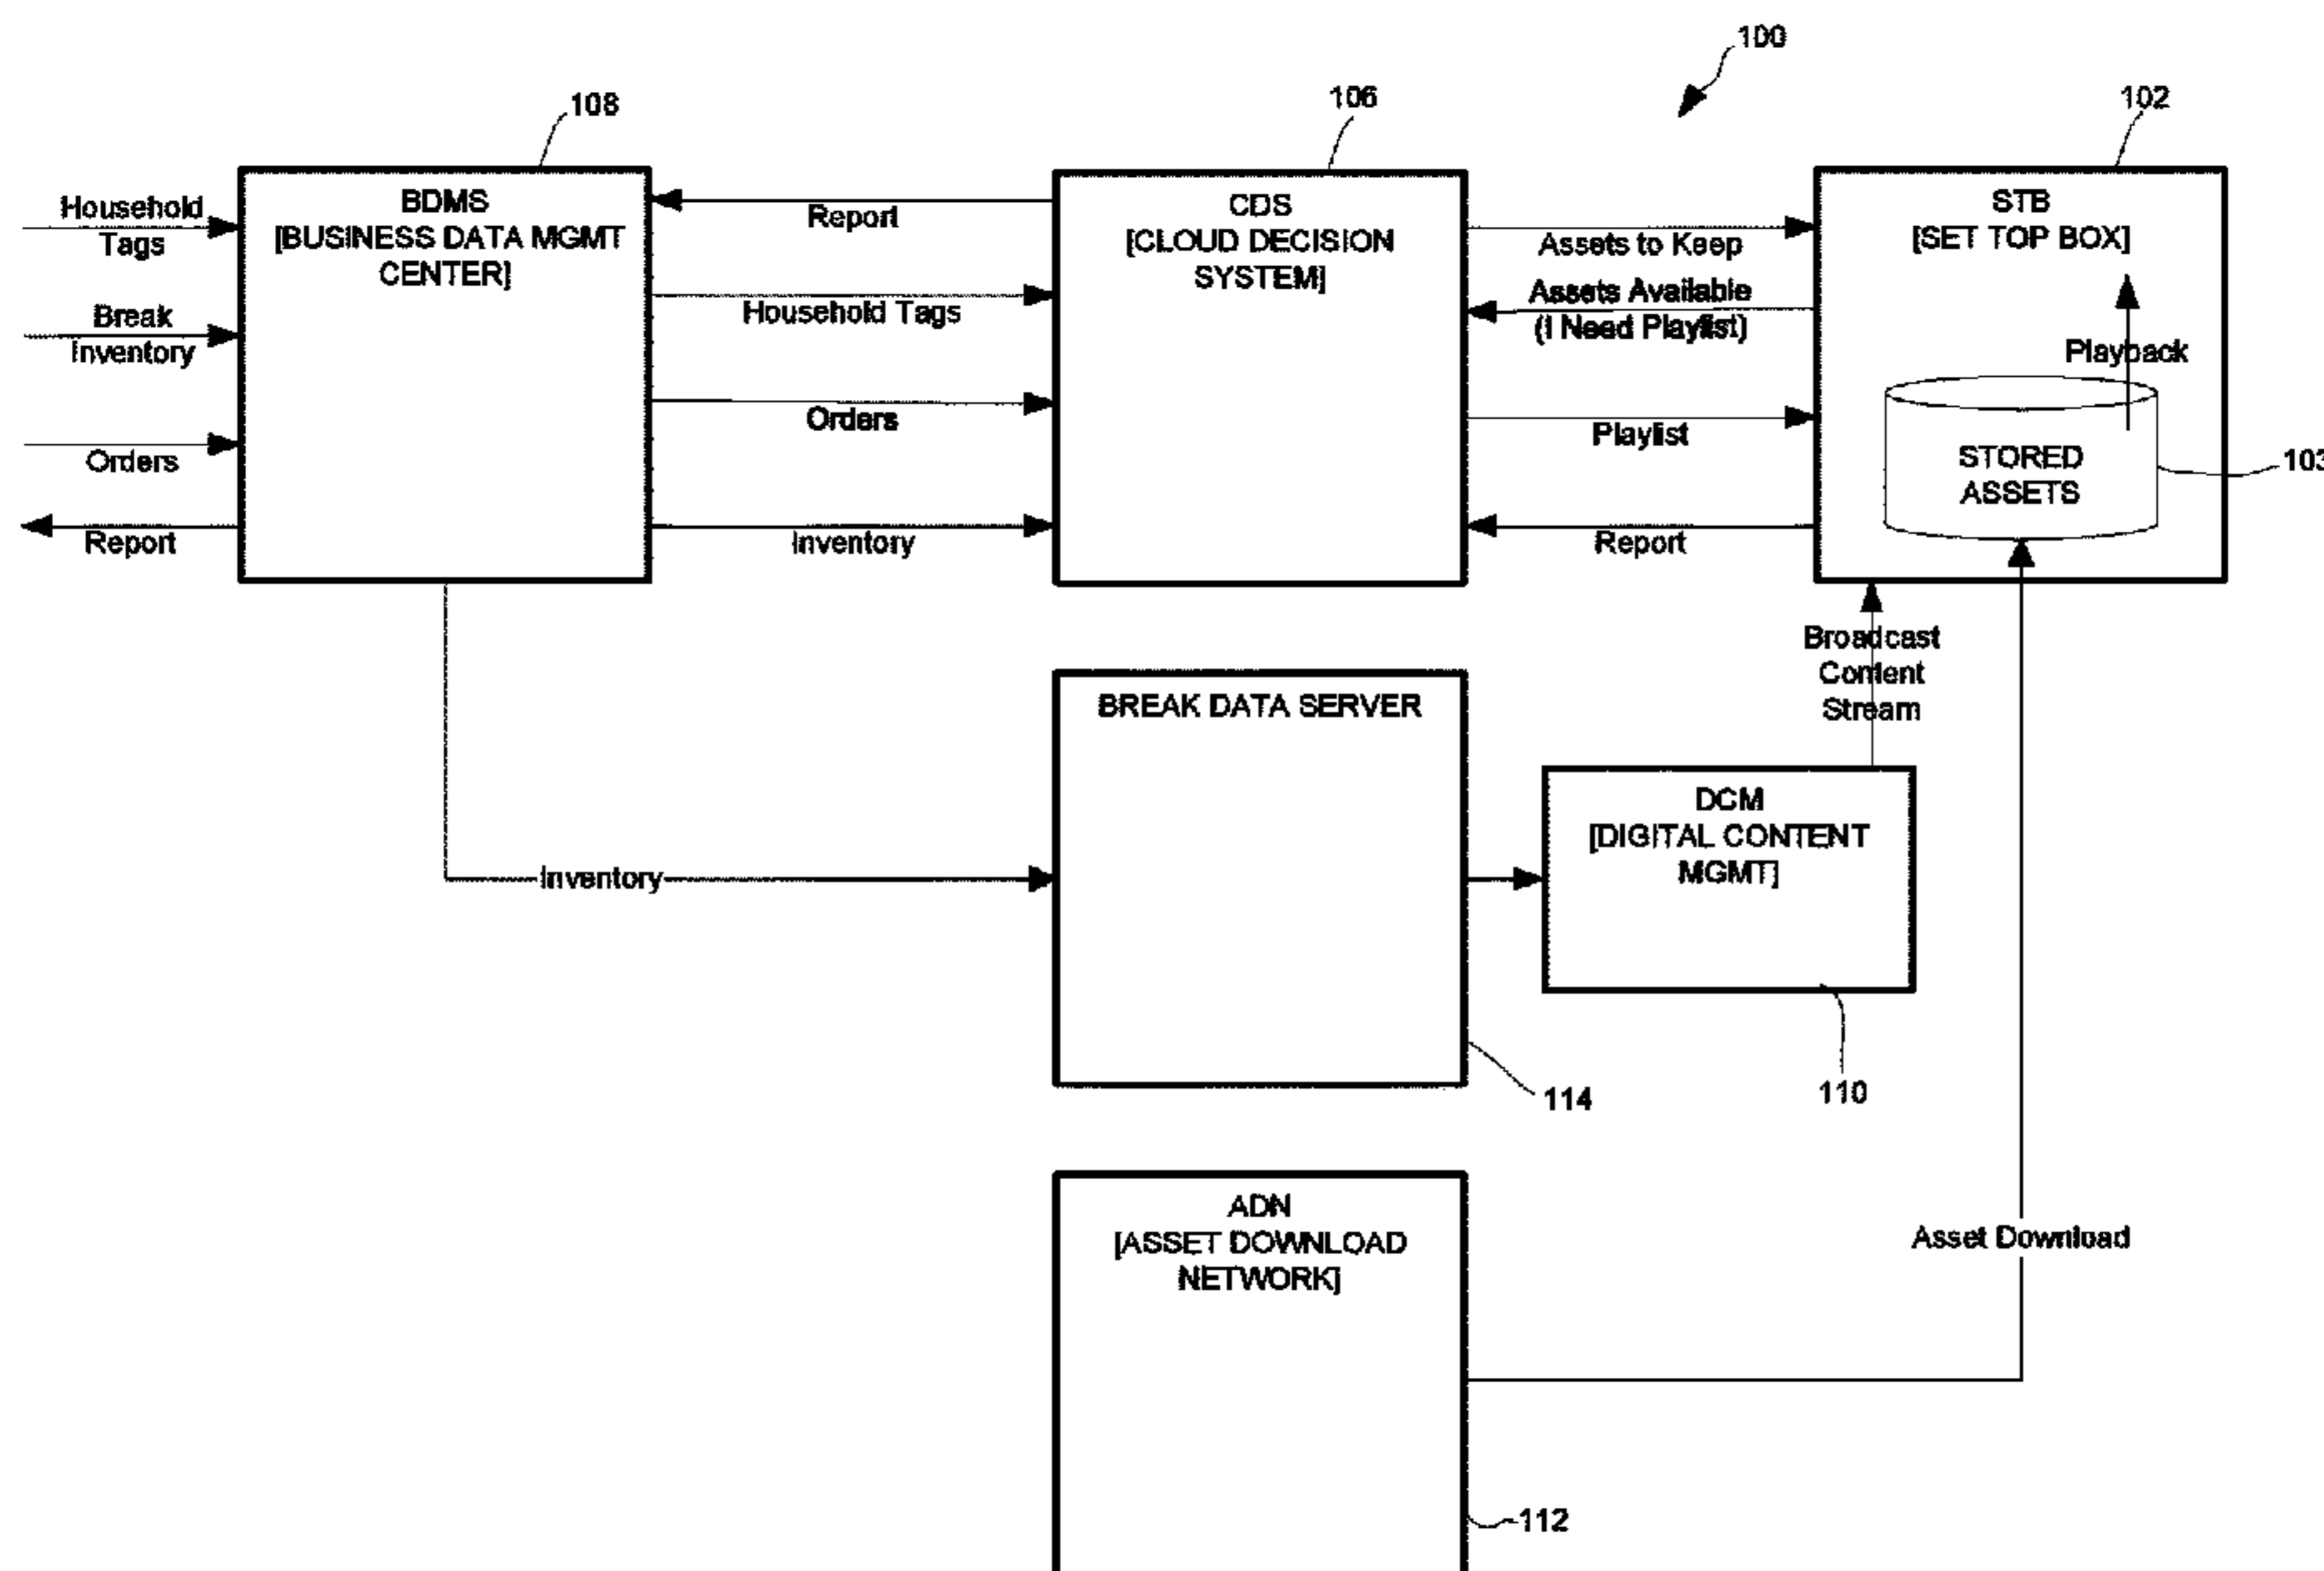 100
108
106
102
Household
Tags
Break
Inventory
Orders
Report
BDMS
[BUSINESS DATA MGMT
CENTER]
Report
Household Tags
Orders
Inventory
CDS
[CLOUD DECISION
SYSTEM]
Assets to Keep
Assets Available
(I Need Playlist)
Playlist
Report
STB
[SET TOP BOX]
Playback
STORED
ASSETS
103
Broadcast
Content
Stream
BREAK DATA SERVER
Inventory
DCM
[DIGITAL CONTENT
MGMT]
114
110
ADN
[ASSET DOWNLOAD
NETWORK]
Asset Download
112